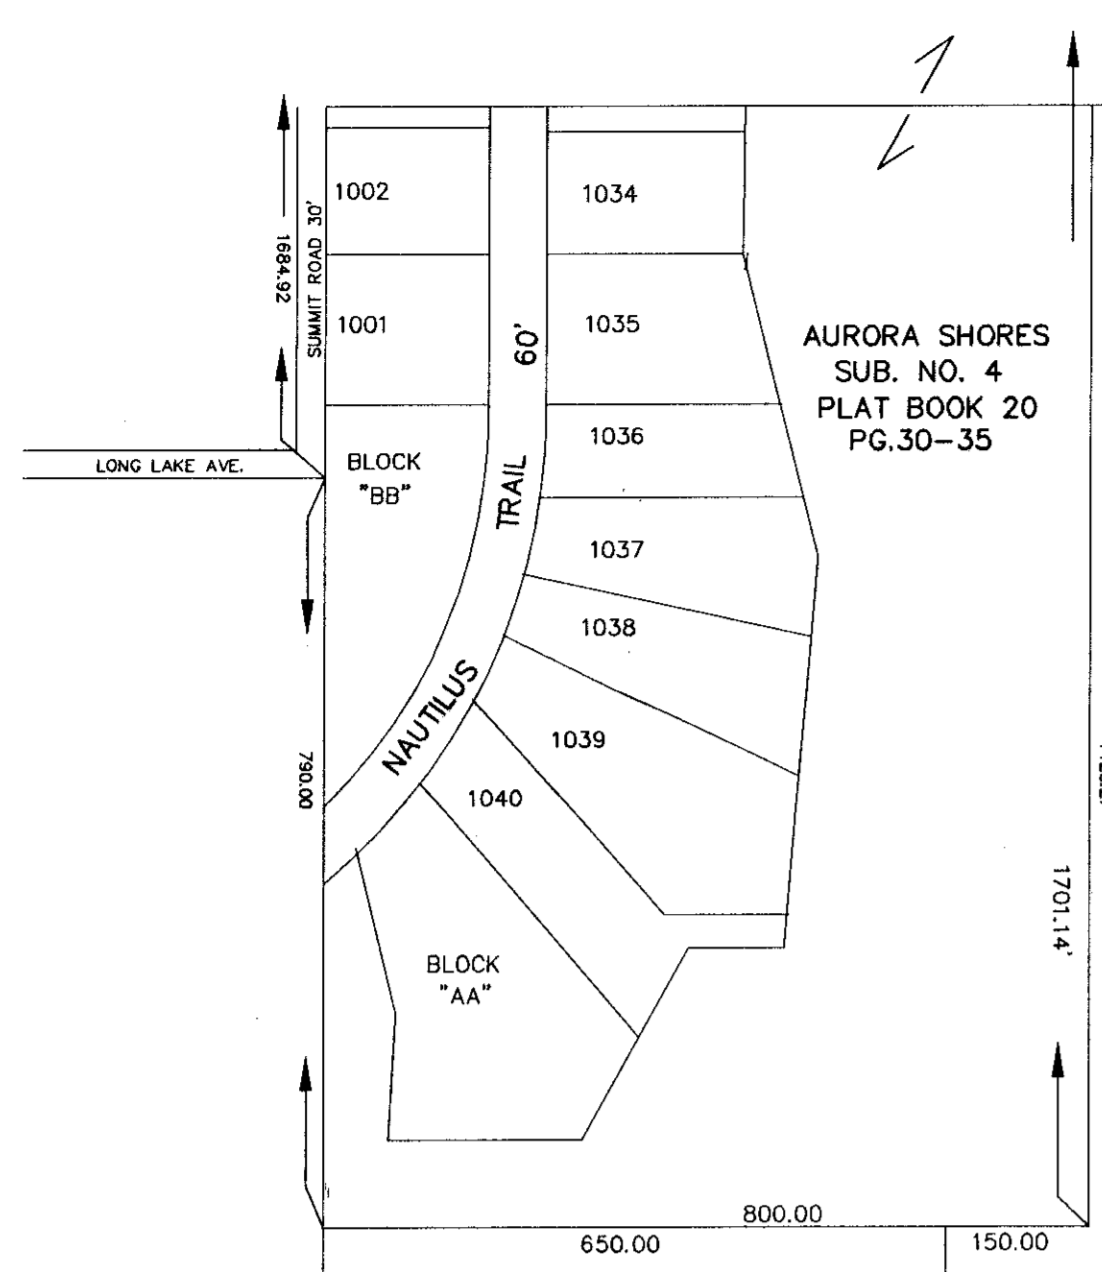 1002
1034
SUMMIT ROAD 30'
1684.92
1001
60'
1035
AURORA SHORES
SUB. NO. 4
PLAT BOOK 20
PG.30-35
1036
LONG LAKE AVE.
BLOCK
"BB"
NAUTILUS TRAIL
1037
1038
1039
790.00
1040
1701.14'
BLOCK
"AA"
800.00
650.00
150.00